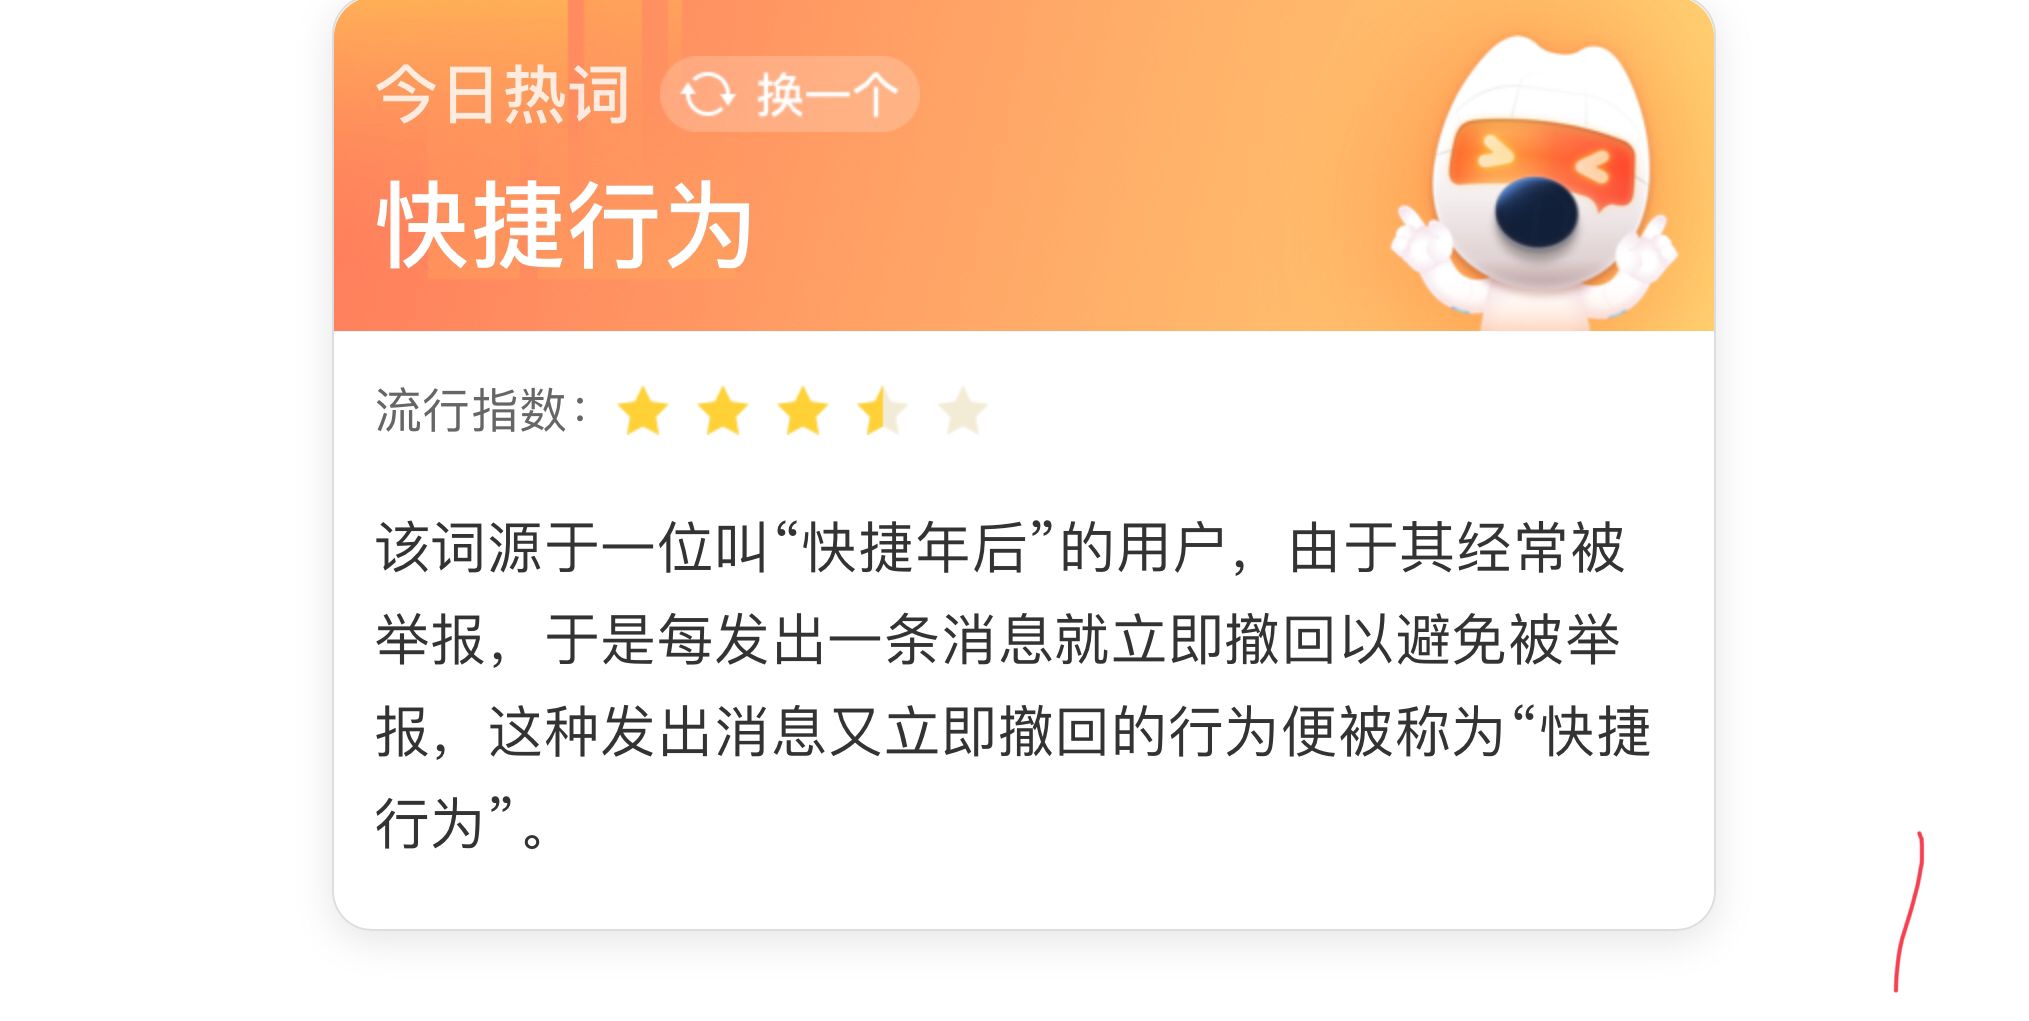 今日热词 换一个
快捷行为
流行指数：
该词源于一位叫“快捷年后”的用户，由于其经常被
举报，于是每发出一条消息就立即撤回以避免被举
报，这种发出消息又立即撤回的行为便被称为“快捷
行为”。